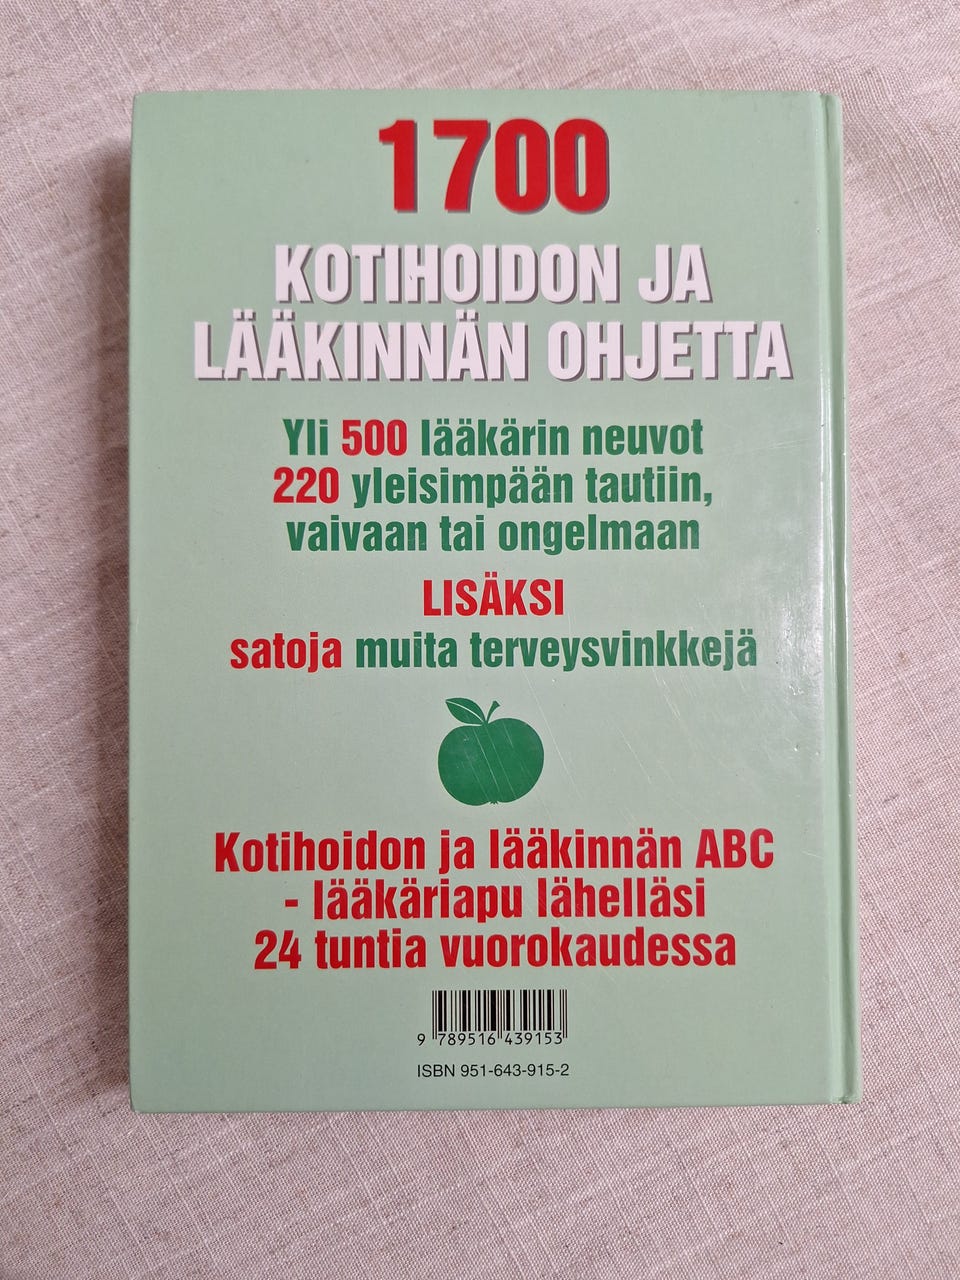 1700
KOTIHOIDON JA
LÄÄKINNÄN OHJETTA
Yli 500 lääkärin neuvot
220 yleisimpään tautiin,
vaivaan tai ongelmaan
LISÄKSI
satoja muita terveysvinkkejä
Kotihoidon ja lääkinnän ABC
- lääkäriapu lähelläsi
24 tuntia vuorokaudessa
9 789516 439153
ISBN 951-643-915-2